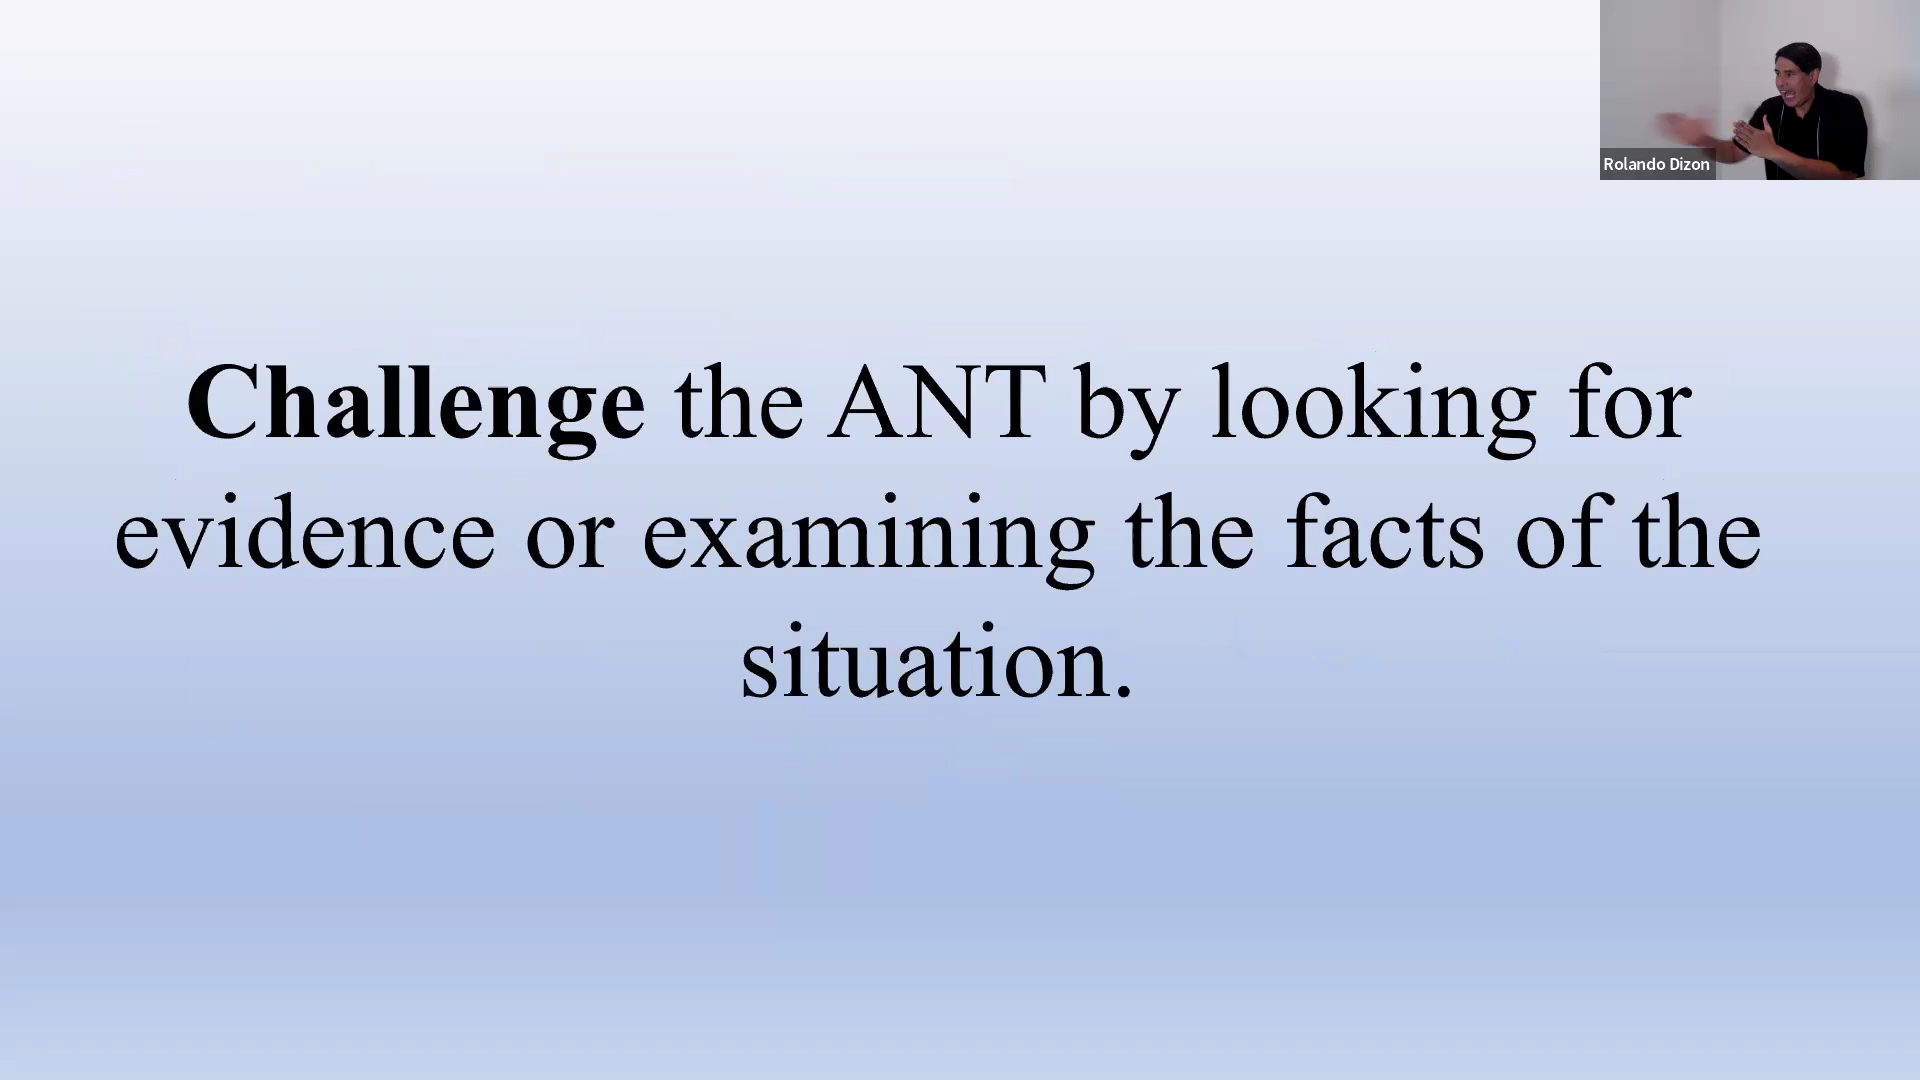 Rolando Dizon
Challenge the ANT by looking for
evidence or examining the facts of the
situation.